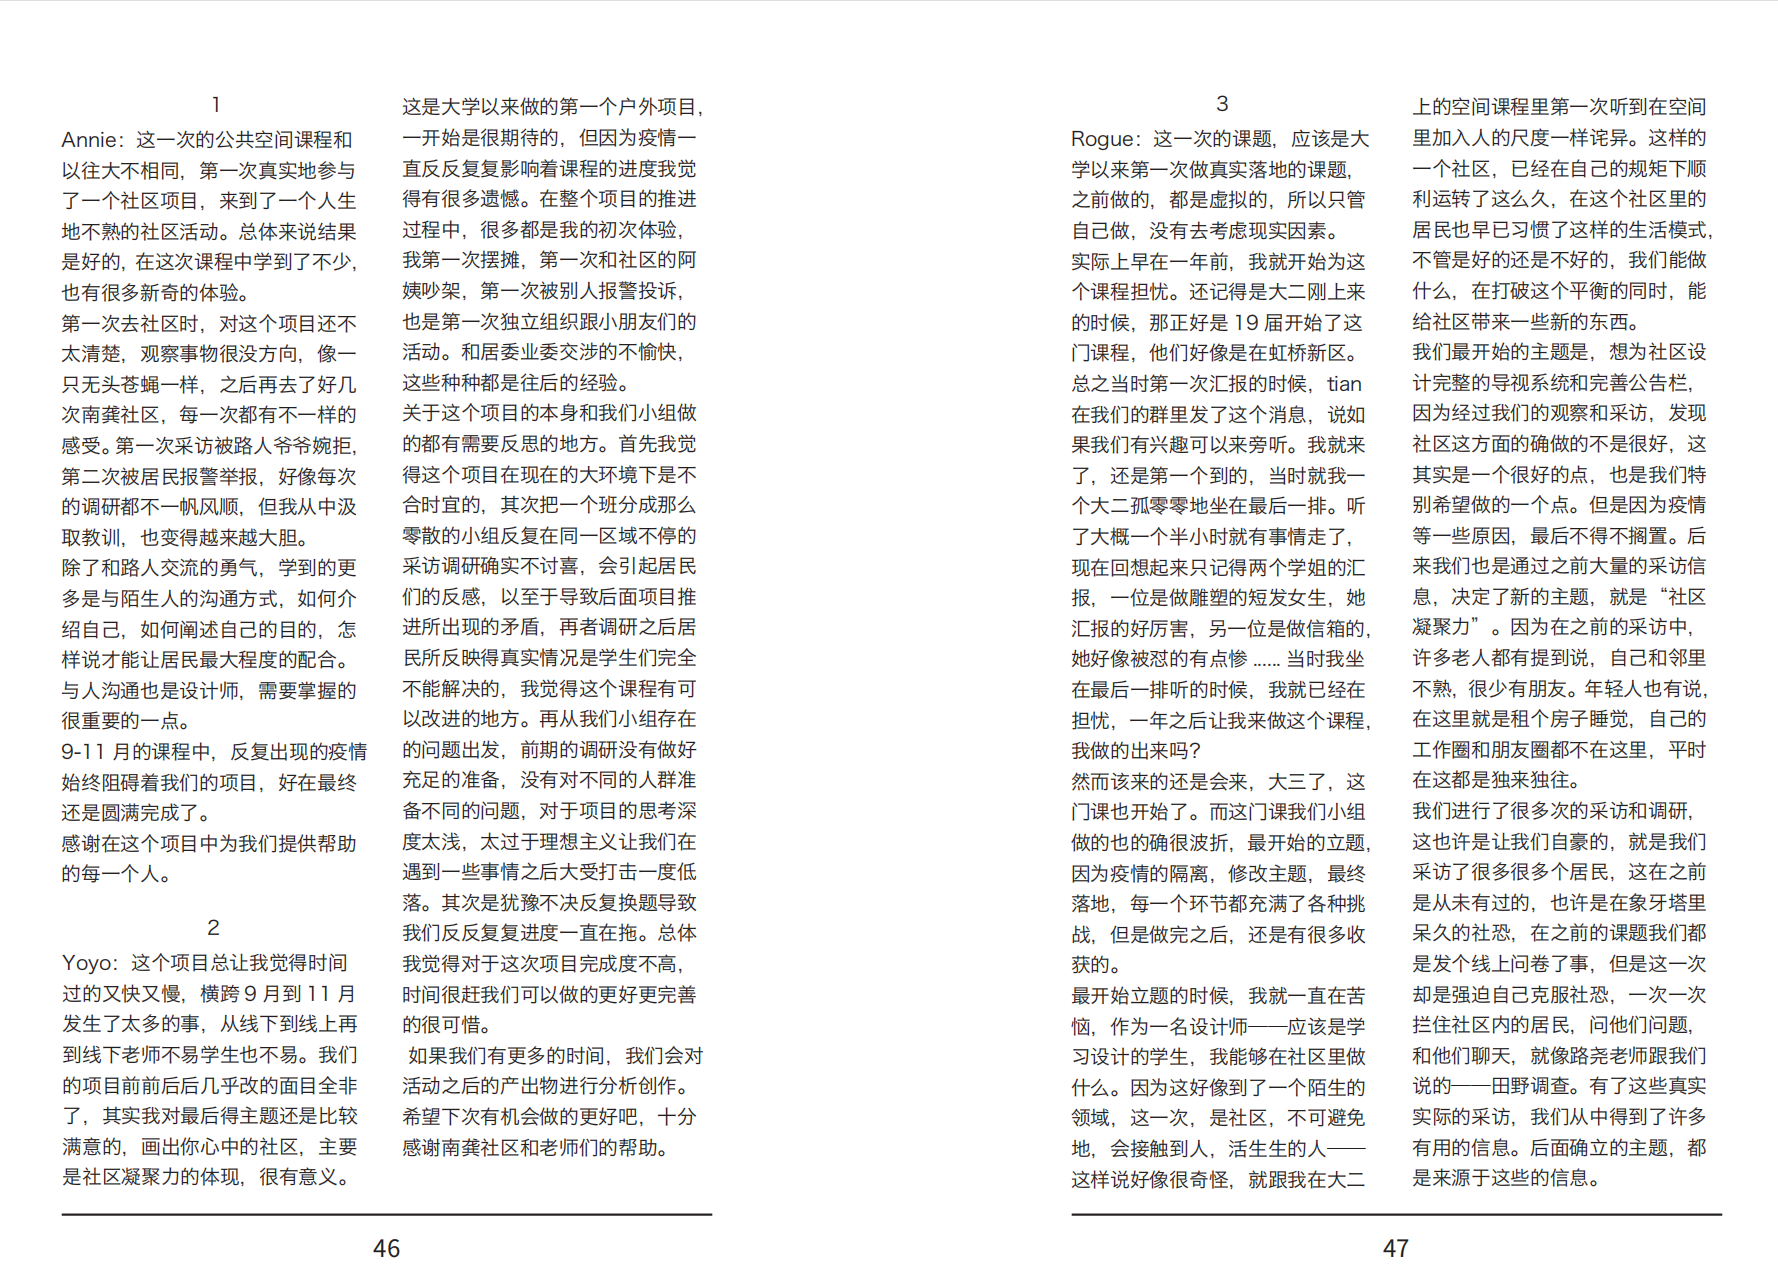 1
Annie：这一次的公共空间课程和
以往大不相同，第一次真实地参与
了一个社区项目，来到了一个人生
地不熟的社区活动。总体来说结果
是好的，在这次课程中学到了不少，
也有很多新奇的体验。
第一次去社区时，对这个项目还不
太清楚，观察事物很没方向，像一
只无头苍蝇一样，之后再去了好几
次南龚社区，每一次都有不一样的
感受。第一次采访被路人爷爷婉拒，
第二次被居民报警举报，好像每次
的调研都不一帆风顺，但我从中汲
取教训，也变得越来越大胆。
除了和路人交流的勇气，学到的更
多是与陌生人的沟通方式，如何介
绍自己，如何阐述自己的目的，怎
样说才能让居民最大程度的配合。
与人沟通也是设计师，需要掌握的
很重要的一点。
9-11 月的课程中，反复出现的疫情
始终阻碍着我们的项目，好在最终
还是圆满完成了。
感谢在这个项目中为我们提供帮助
的每一个人。
2
Yoyo：这个项目总让我觉得时间
过的又快又慢，横跨 9 月到 11 月
发生了太多的事，从线下到线上再
到线下老师不易学生也不易。我们
的项目前前后后几乎改的面目全非
了，其实我对最后得主题还是比较
满意的，画出你心中的社区，主要
是社区凝聚力的体现，很有意义。
这是大学以来做的第一个户外项目，
一开始是很期待的，但因为疫情一
直反反复复影响着课程的进度我觉
得有很多遗憾。在整个项目的推进
过程中，很多都是我的初次体验，
我第一次摆摊，第一次和社区的阿
姨吵架，第一次被别人报警投诉，
也是第一次独立组织跟小朋友们的
活动。和居委业委交涉的不愉快，
这些种种都是往后的经验。
关于这个项目的本身和我们小组做
的都有需要反思的地方。首先我觉
得这个项目在现在的大环境下是不
合时宜的，其次把一个班分成那么
零散的小组反复在同一区域不停的
采访调研确实不讨喜，会引起居民
们的反感，以至于导致后面项目推
进所出现的矛盾，再者调研之后居
民所反映得真实情况是学生们完全
不能解决的，我觉得这个课程有可
以改进的地方。再从我们小组存在
的问题出发，前期的调研没有做好
充足的准备，没有对不同的人群准
备不同的问题，对于项目的思考深
度太浅，太过于理想主义让我们在
遇到一些事情之后大受打击一度低
落。其次是犹豫不决反复换题导致
我们反反复复进度一直在拖。总体
我觉得对于这次项目完成度不高，
时间很赶我们可以做的更好更完善
的很可惜。
如果我们有更多的时间，我们会对
活动之后的产出物进行分析创作。
希望下次有机会做的更好吧，十分
感谢南龚社区和老师们的帮助。
46
3
Rogue：这一次的课题，应该是大
学以来第一次做真实落地的课题，
之前做的，都是虚拟的，所以只管
自己做，没有去考虑现实因素。
实际上早在一年前，我就开始为这
个课程担忧。还记得是大二刚上来
的时候，那正好是 19 届开始了这
门课程，他们好像是在虹桥新区。
总之当时第一次汇报的时候，tian
在我们的群里发了这个消息，说如
果我们有兴趣可以来旁听。我就来
了，还是第一个到的，当时就我一
个大二孤零零地坐在最后一排。听
了大概一个半小时就有事情走了，
现在回想起来只记得两个学姐的汇
报，一位是做雕塑的短发女生，她
汇报的好厉害，另一位是做信箱的，
她好像被怼的有点惨 ...... 当时我坐
在最后一排听的时候，我就已经在
担忧，一年之后让我来做这个课程，
我做的出来吗？
然而该来的还是会来，大三了，这
门课也开始了。而这门课我们小组
做的也的确很波折，最开始的立题，
因为疫情的隔离，修改主题，最终
落地，每一个环节都充满了各种挑
战，但是做完之后，还是有很多收
获的。
最开始立题的时候，我就一直在苦
恼，作为一名设计师——应该是学
习设计的学生，我能够在社区里做
什么。因为这好像到了一个陌生的
领域，这一次，是社区，不可避免
地，会接触到人，活生生的人——
这样说好像很奇怪，就跟我在大二
上的空间课程里第一次听到在空间
里加入人的尺度一样诧异。这样的
一个社区，已经在自己的规矩下顺
利运转了这么久，在这个社区里的
居民也早已习惯了这样的生活模式，
不管是好的还是不好的，我们能做
什么，在打破这个平衡的同时，能
给社区带来一些新的东西。
我们最开始的主题是，想为社区设
计完整的导视系统和完善公告栏，
因为经过我们的观察和采访，发现
社区这方面的确做的不是很好，这
其实是一个很好的点，也是我们特
别希望做的一个点。但是因为疫情
等一些原因，最后不得不搁置。后
来我们也是通过之前大量的采访信
息，决定了新的主题，就是“社区
凝聚力”。因为在之前的采访中，
许多老人都有提到说，自己和邻里
不熟，很少有朋友。年轻人也有说，
在这里就是租个房子睡觉，自己的
工作圈和朋友圈都不在这里，平时
在这都是独来独往。
我们进行了很多次的采访和调研，
这也许是让我们自豪的，就是我们
采访了很多很多个居民，这在之前
是从未有过的，也许是在象牙塔里
呆久的社恐，在之前的课题我们都
是发个线上问卷了事，但是这一次
却是强迫自己克服社恐，一次一次
拦住社区内的居民，问他们问题，
和他们聊天，就像路尧老师跟我们
说的——田野调查。有了这些真实
实际的采访，我们从中得到了许多
有用的信息。后面确立的主题，都
是来源于这些的信息。
47